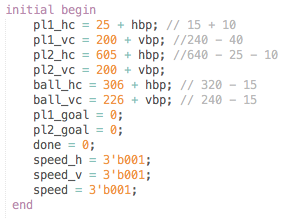 initial begin
pl1_hc = 25 + hbp; // 15 + 10
pl1_vc = 200 + vbp; //240 - 40
pl2_hc = 605 + hbp; //640 - 25 - 10
pl2_vc = 200 + vbp;
ball_hc = 306 + hbp; // 320 - 15
ball_vc = 226 + vbp; // 240 - 15
pl1_goal = 0;
pl2_goal = 0;
done = 0;
speed_h = 3'b001;
speed_v = 3'b001;
speed = 3'b001;
end